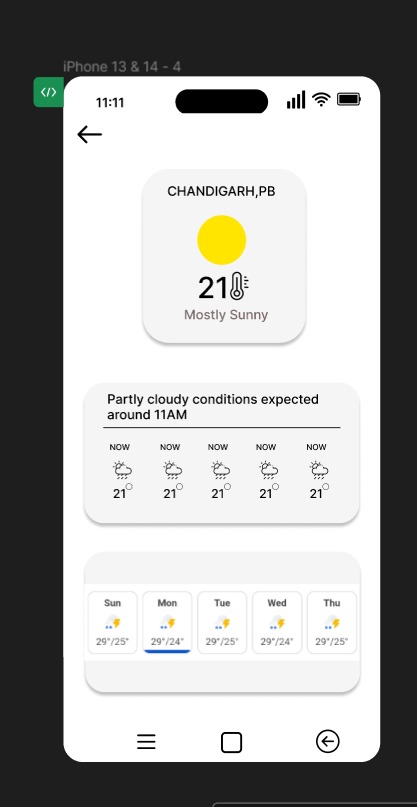 iPhone 13 & 14 - 4
</>
11:11
CHANDIGARH,PB
21
Mostly Sunny
Partly cloudy conditions expected
around 11AM
NOW NOW NOW NOW NOW
21° 21° 21° 21° 21°
Sun Mon Tue Wed Thu
29°/25° 29°/24° 29°/25° 29°/24° 29°/25°